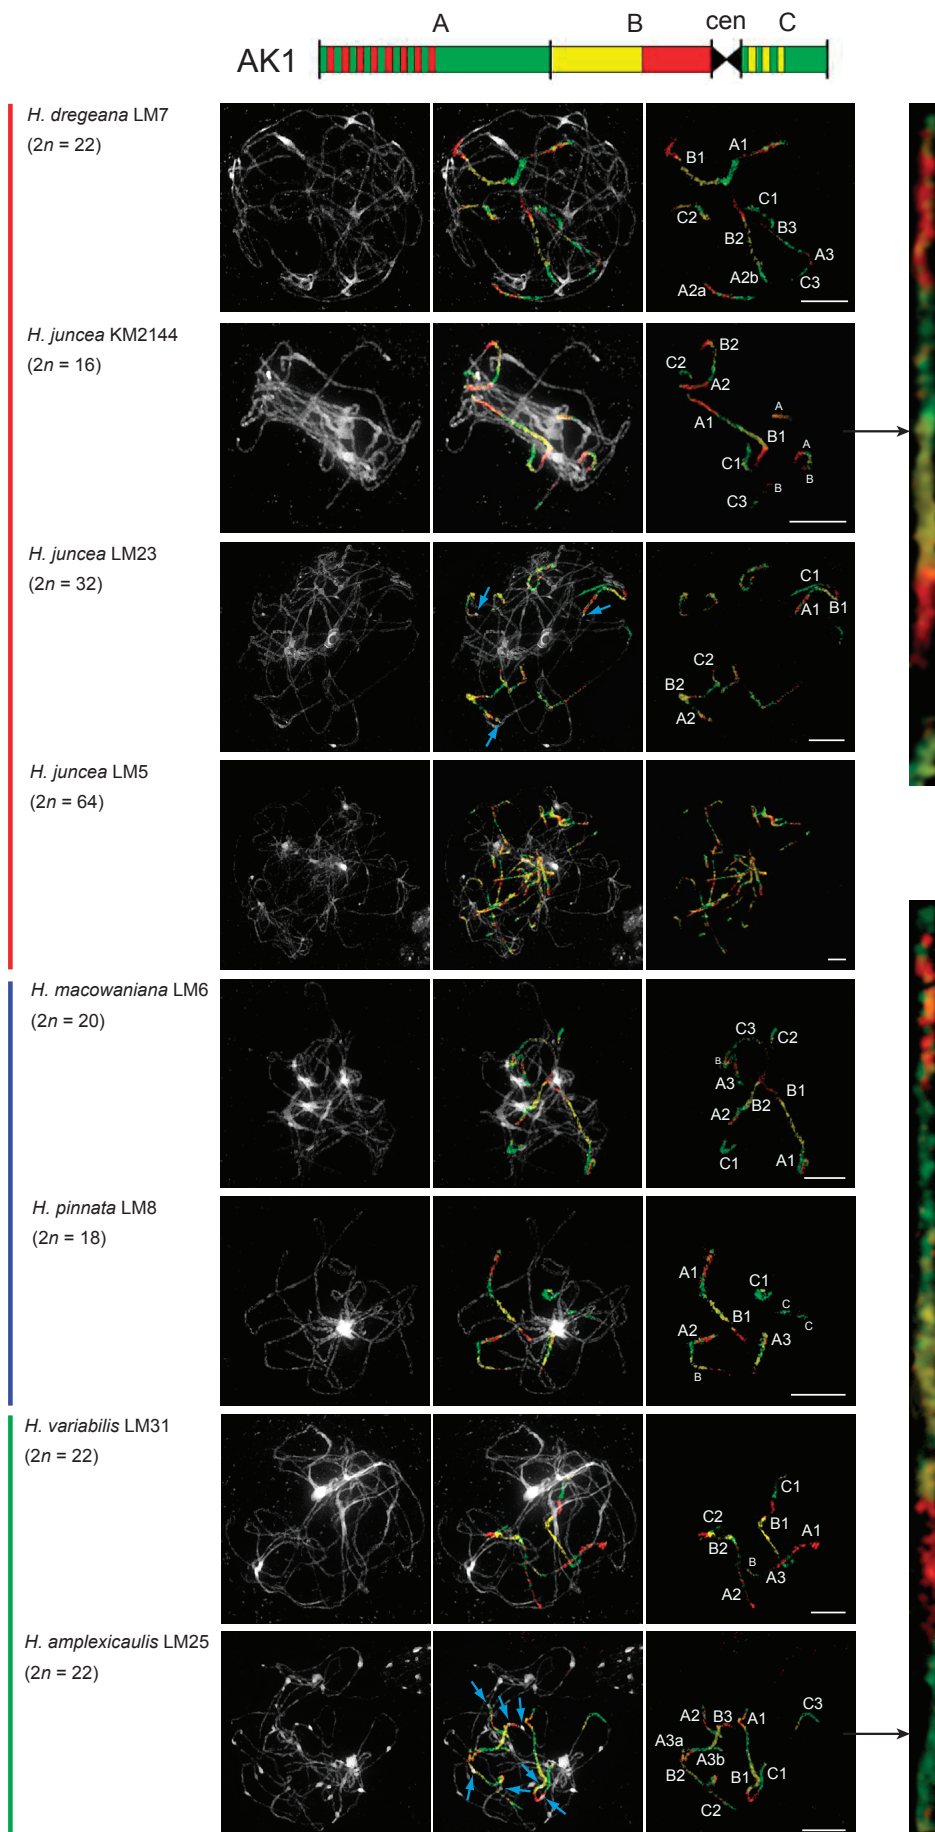 A B cen C
AK1
H. dregeana LM7
(2n = 22)
B1
A1
C2
C1
B2
B3
A3
C3
A2b
A2a
H. juncea KM2144
(2n = 16)
B2
C2
A2
A1
A
B1
C1
A
B
B
C3
H. juncea LM23
(2n = 32)
C1
A1
B1
C2
B2
A2
H. juncea LM5
(2n = 64)
H. macowaniana LM6
(2n = 20)
C3
C2
B
A3
B1
A2
B2
C1
A1
H. pinnata LM8
(2n = 18)
A1
C1
C
C
B1
A2
A3
B
H. variabilis LM31
(2n = 22)
C1
C2
B1
A1
B2
B
A3
A2
H. amplexicaulis LM25
(2n = 22)
A2
B3
A1
C3
A3a
A3b
B2
B1
C1
C2